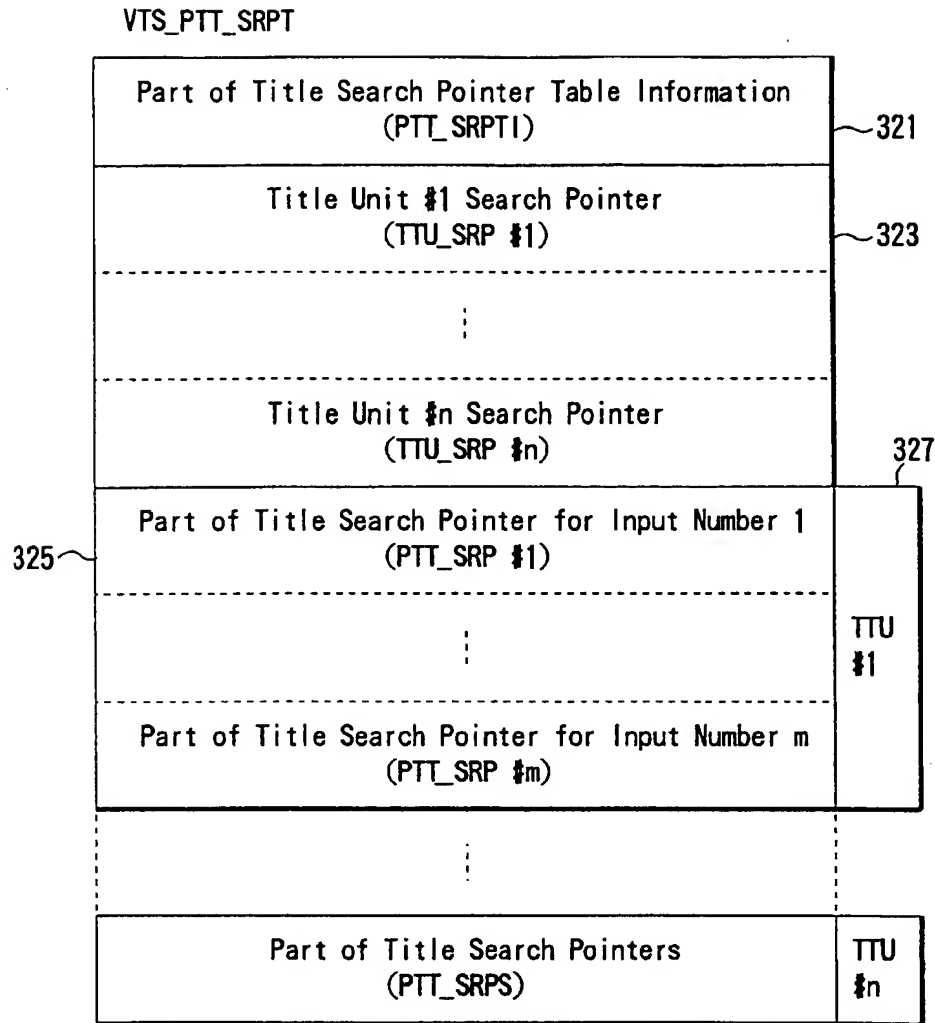 VTS_PTT_SRPT
Part of Title Search Pointer Table Information
(PTT_SRPTI)
321
Title Unit #1 Search Pointer
(TTU_SRP #1)
323
Title Unit #n Search Pointer
(TTU_SRP #n)
327
Part of Title Search Pointer for Input Number 1
(PTT_SRP #1)
325
TTU
#1
Part of Title Search Pointer for Input Number m
(PTT_SRP #m)
Part of Title Search Pointers
(PTT_SRPS)
TTU
#n